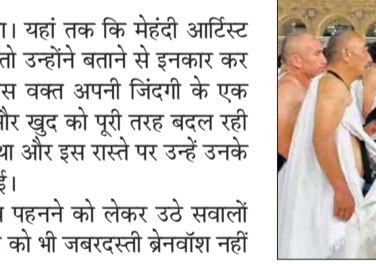 ा। यहां तक कि मेहंदी आर्टिस्ट
तो उन्होंने बताने से इनकार कर
स वक्त अपनी जिंदगी के एक
और खुद को पूरी तरह बदल रही
था और इस रास्ते पर उन्हें उनके
ई।
पहनने को लेकर उठे सवालों
को भी जबरदस्ती ब्रेनवॉश नहीं